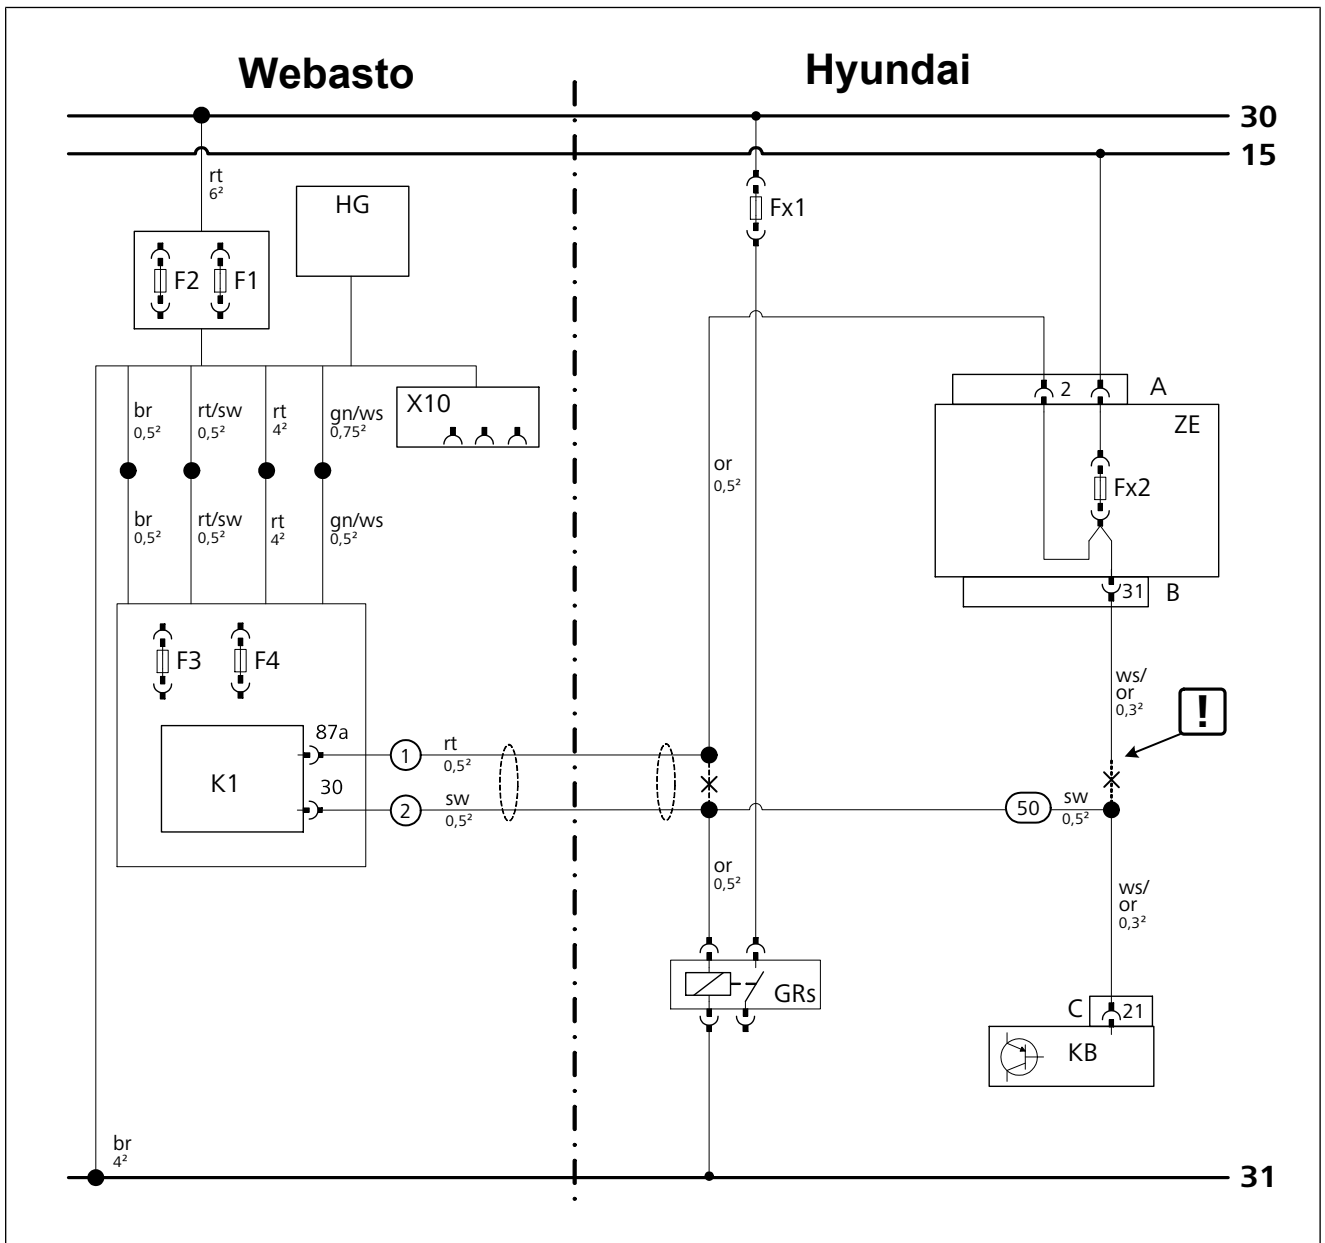 Webasto
Hyundai
30
15
rt
6²
HG
Fx1
F2
F1
2
A
X10
ZE
br
0,5²
rt/sw
0,5²
rt
4²
gn/ws
0,75²
or
0,5²
Fx2
br
0,5²
rt/sw
0,5²
rt
4²
gn/ws
0,5²
31
B
F3
F4
ws/
or
0,3²
!
87a
1
rt
0,5²
K1
30
2
sw
0,5²
50
sw
0,5²
or
0,5²
ws/
or
0,3²
GRs
C
21
KB
br
4²
31